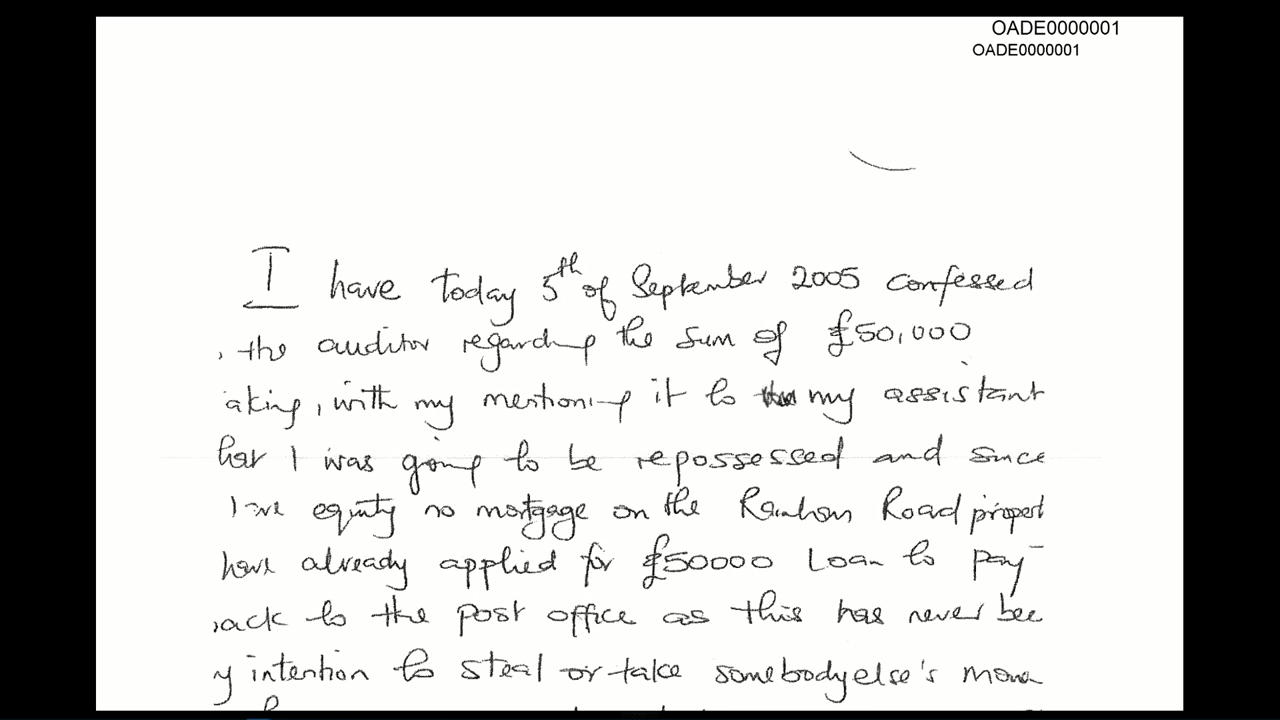 OADE0000001
OADE0000001
I have today 5th of September 2005 confessed
the auditor regarding the sum of £50,000
aking, with my mentioning it to my assistant
hat I was going to be repossessed and since
I've equity no mortgage on the Road propert
have already applied for £50000 Loan to pay
ack to the post office as this has never bee
y intention to steal or take somebody else's mone